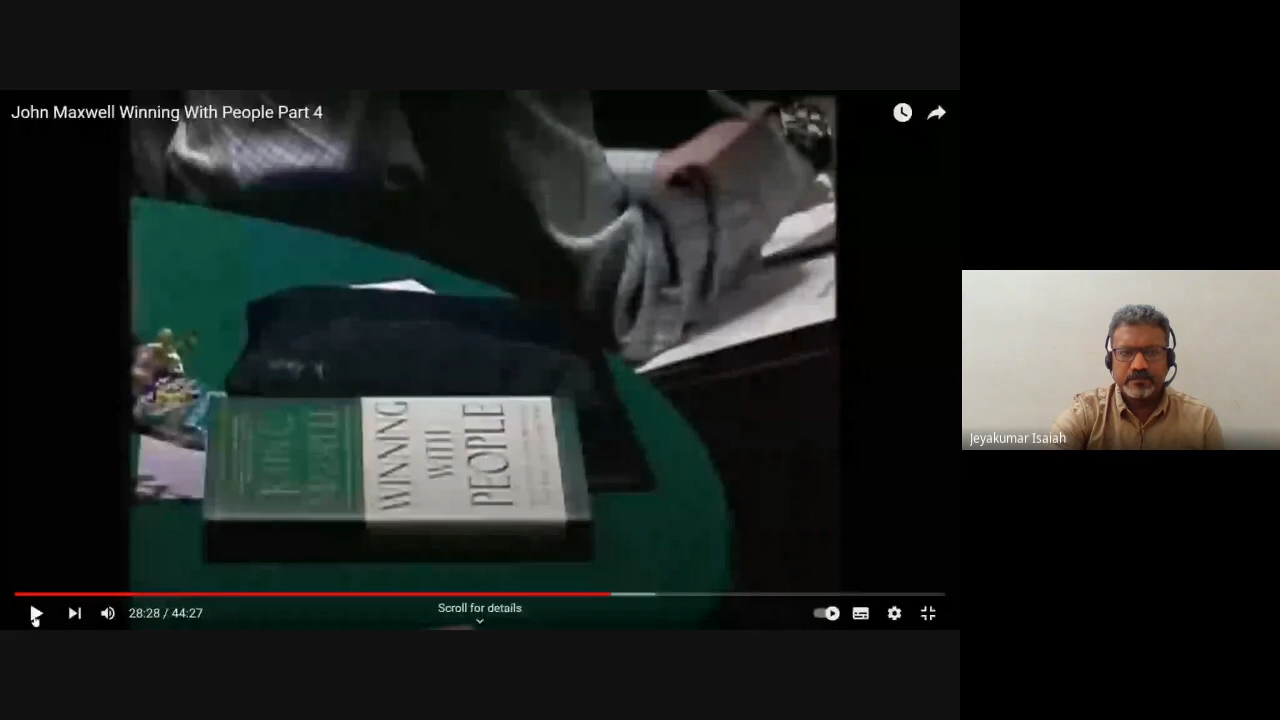 John Maxwell Winning With People Part 4
WINNING
WITH
PEOPLE
28:28 / 44:27
Scroll for details
Jeyakumar Isaiah